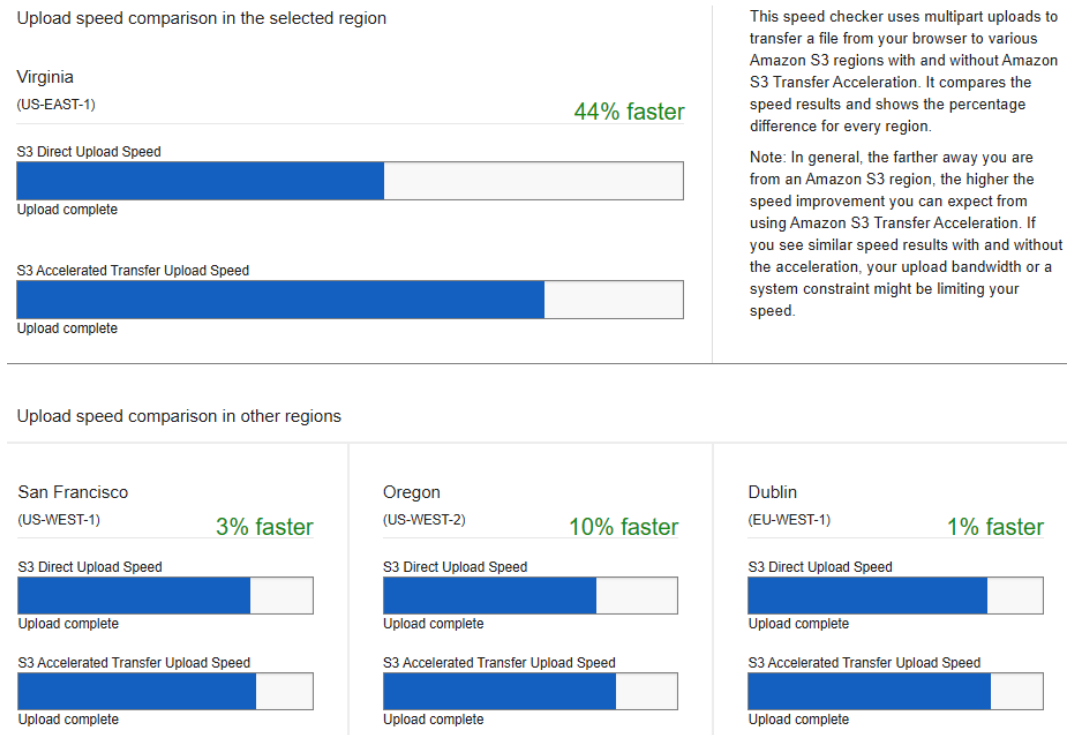 Upload speed comparison in the selected region
Virginia
(US-EAST-1)
44% faster
S3 Direct Upload Speed
Upload complete
S3 Accelerated Transfer Upload Speed
Upload complete
This speed checker uses multipart uploads to
transfer a file from your browser to various
Amazon S3 regions with and without Amazon
S3 Transfer Acceleration. It compares the
speed results and shows the percentage
difference for every region.
Note: In general, the farther away you are
from an Amazon S3 region, the higher the
speed improvement you can expect from
using Amazon S3 Transfer Acceleration. If
you see similar speed results with and without
the acceleration, your upload bandwidth or a
system constraint might be limiting your
speed.
Upload speed comparison in other regions
San Francisco
(US-WEST-1)
3% faster
S3 Direct Upload Speed
Upload complete
S3 Accelerated Transfer Upload Speed
Upload complete
Oregon
(US-WEST-2)
10% faster
S3 Direct Upload Speed
Upload complete
S3 Accelerated Transfer Upload Speed
Upload complete
Dublin
(EU-WEST-1)
1% faster
S3 Direct Upload Speed
Upload complete
S3 Accelerated Transfer Upload Speed
Upload complete